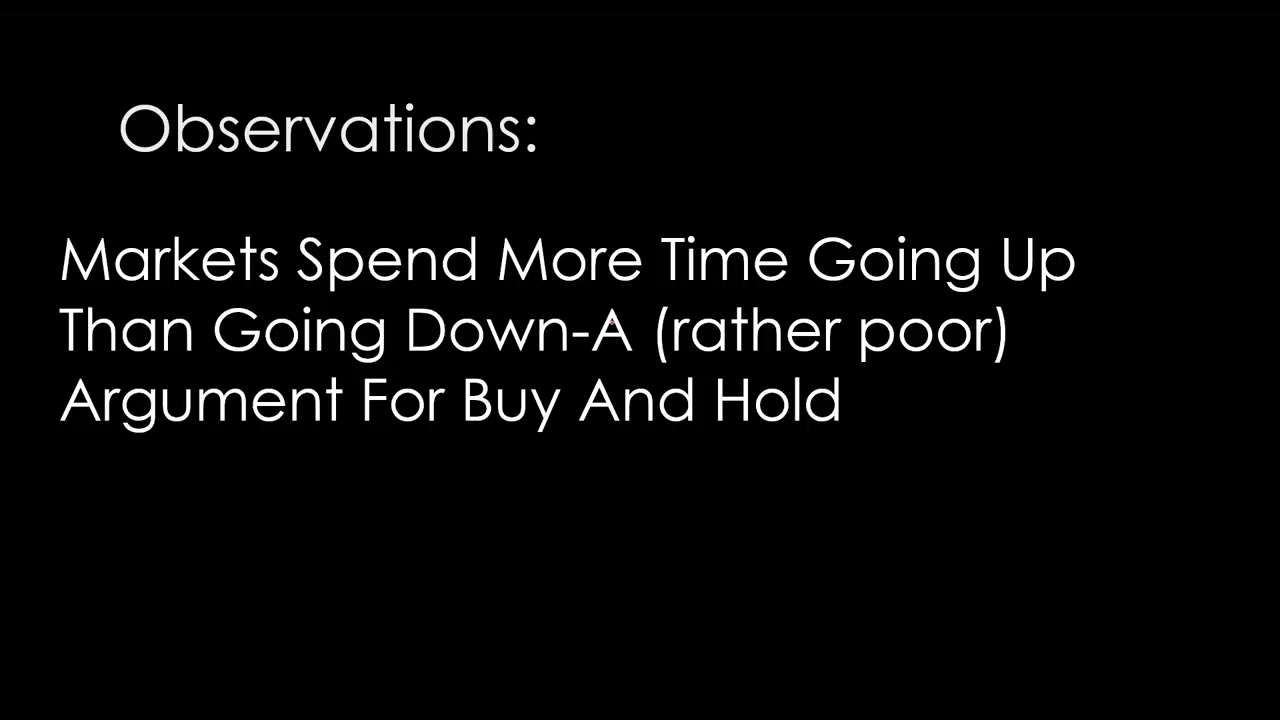 Observations:
Markets Spend More Time Going Up
Than Going Down-A (rather poor)
Argument For Buy And Hold